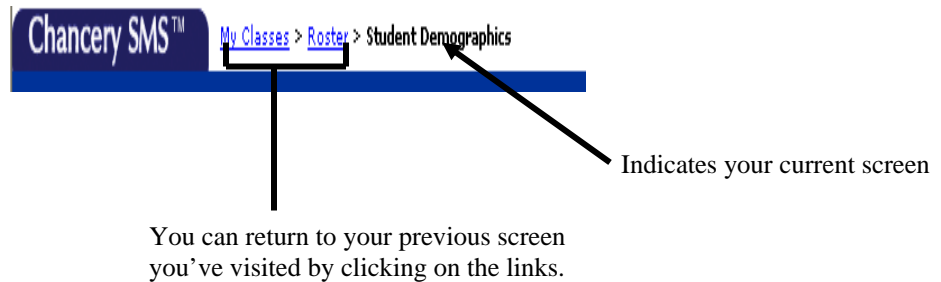 Chancery SMS™ My Classes > Roster > Student Demographics
Indicates your current screen
You can return to your previous screen
you've visited by clicking on the links.